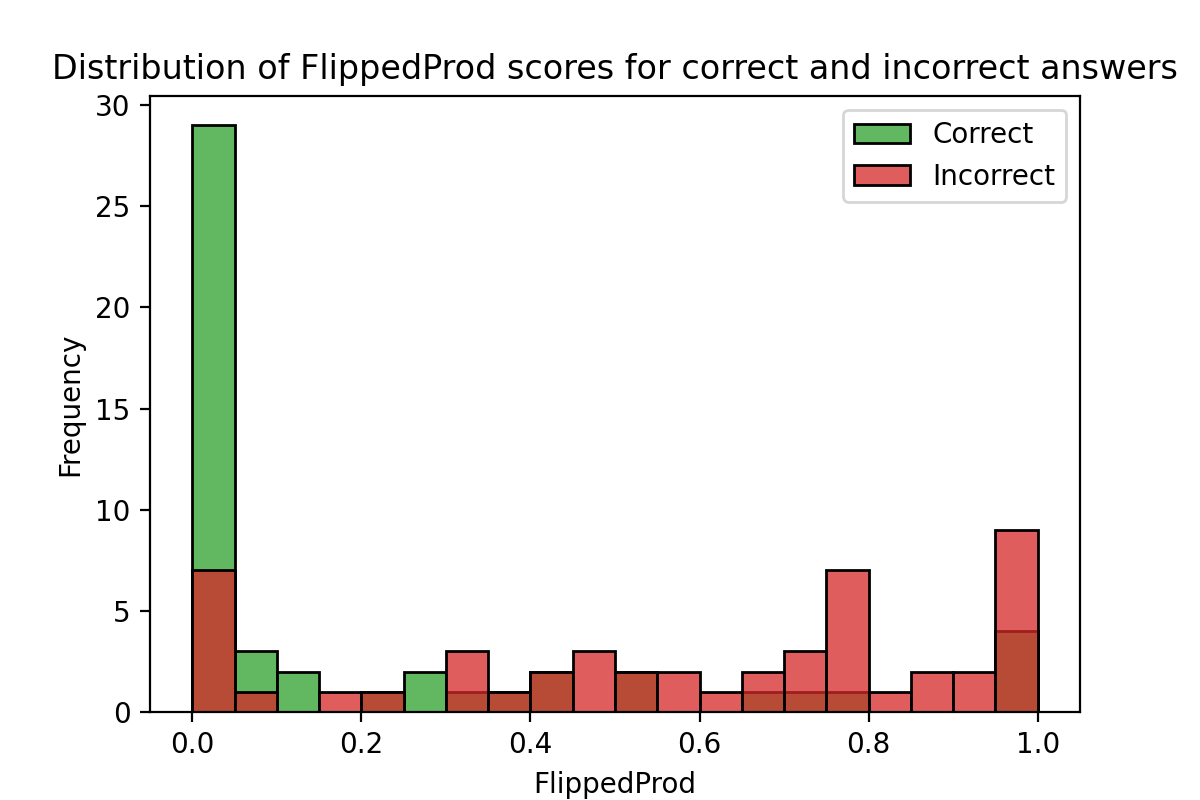 Distribution of FlippedProd scores for correct and incorrect answers
30
25
20
15
10
5
0
Frequency
Correct
Incorrect
0.0 0.2 0.4 0.6 0.8 1.0
FlippedProd